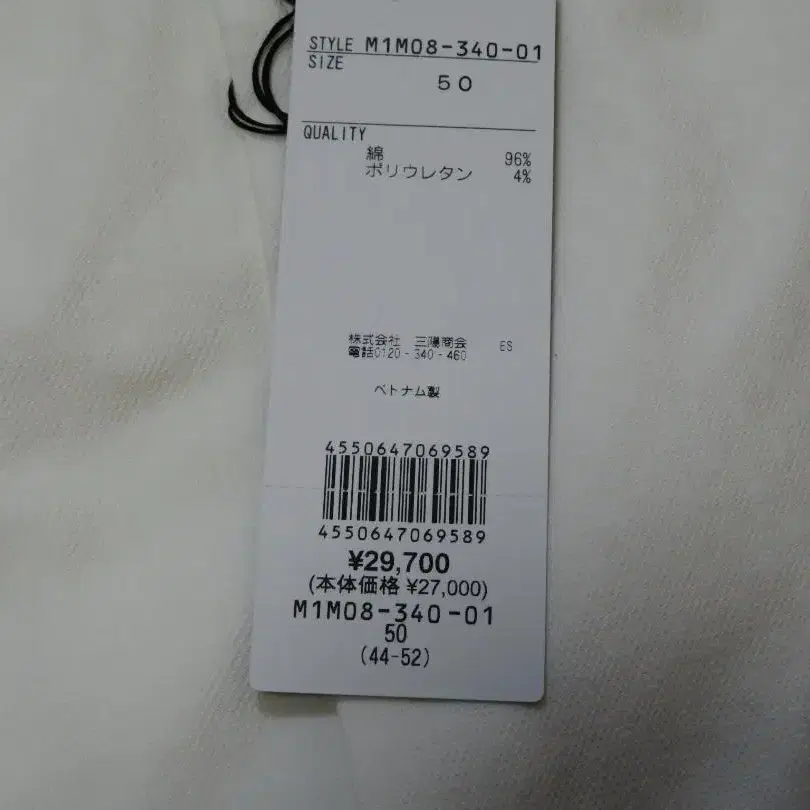 STYLE M1M08-340-01
SIZE
50
QUALITY
綿 96%
ポリウレタン 4%
株式会社 三陽商会 ES
電話0120-340-460
ベトナム製
4550647069589
4550647069589
¥29,700
(本体価格 ¥27,000)
M1M08-340-01
50
(44-52)